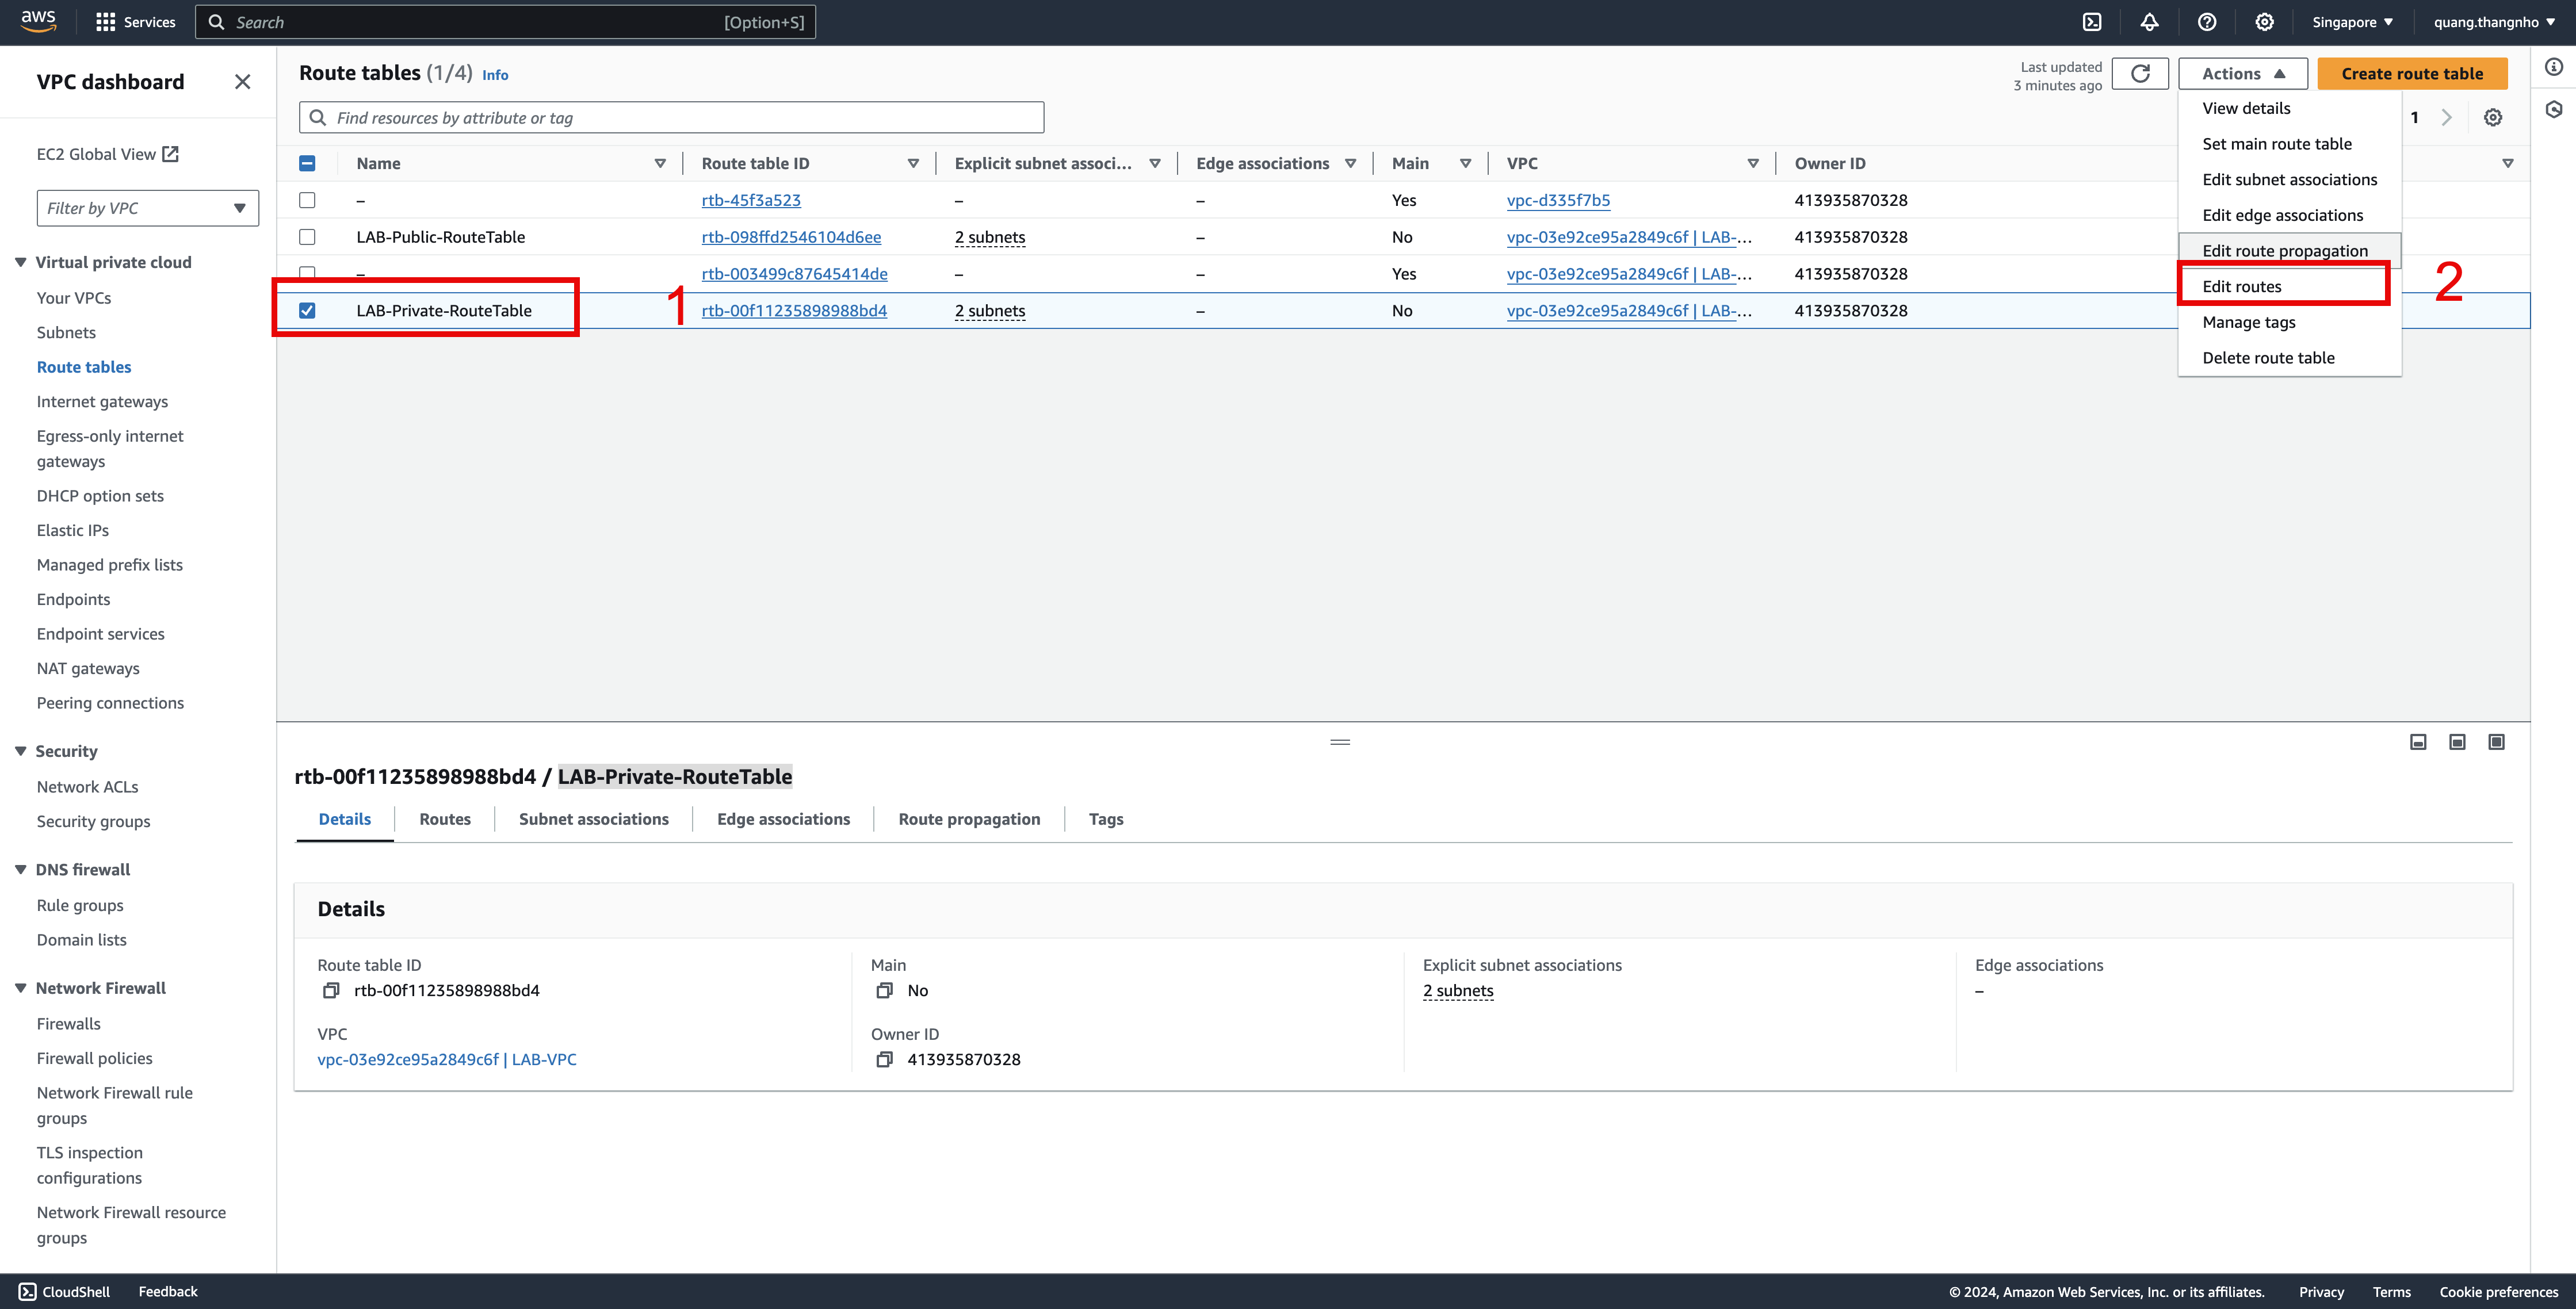 aws
Services
Search
[Option+S]
Singapore
quang.thangnho
VPC dashboard
EC2 Global View
Filter by VPC
Virtual private cloud
Your VPCs
Subnets
Route tables
Internet gateways
Egress-only internet
gateways
DHCP option sets
Elastic IPs
Managed prefix lists
Endpoints
Endpoint services
NAT gateways
Peering connections
Security
Network ACLs
Security groups
DNS firewall
Rule groups
Domain lists
Network Firewall
Firewalls
Firewall policies
Network Firewall rule
groups
TLS inspection
configurations
Network Firewall resource
groups
Route tables (1/4) Info
Last updated
3 minutes ago
Actions
Create route table
Find resources by attribute or tag
1
View details
Set main route table
Edit subnet associations
Edit edge associations
Edit route propagation
Edit routes
Manage tags
Delete route table
2
Name Route table ID Explicit subnet associ... Edge associations Main VPC Owner ID
– rtb-45f3a523 – – Yes vpc-d335f7b5 413935870328
LAB-Public-RouteTable rtb-098ffd2546104d6ee 2 subnets – No vpc-03e92ce95a2849c6f | LAB-... 413935870328
– rtb-003499c87645414de – – Yes vpc-03e92ce95a2849c6f | LAB-... 413935870328
LAB-Private-RouteTable 1 rtb-00f11235898988bd4 2 subnets – No vpc-03e92ce95a2849c6f | LAB-... 413935870328
rtb-00f11235898988bd4 / LAB-Private-RouteTable
Details Routes Subnet associations Edge associations Route propagation Tags
Details
Route table ID
rtb-00f11235898988bd4
Main
No
Explicit subnet associations
2 subnets
Edge associations
–
VPC
vpc-03e92ce95a2849c6f | LAB-VPC
Owner ID
413935870328
CloudShell Feedback
© 2024, Amazon Web Services, Inc. or its affiliates. Privacy Terms Cookie preferences